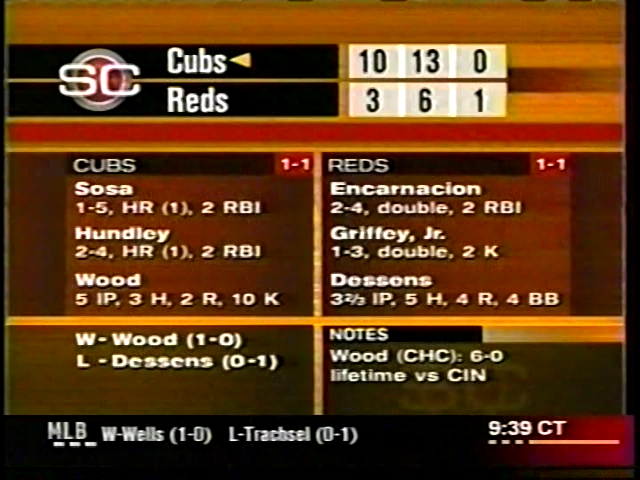 SC
Cubs 10 13 0
Reds 3 6 1
CUBS 1-1
Sosa
1-5, HR (1), 2 RBI
Hundley
2-4, HR (1), 2 RBI
Wood
5 IP, 3 H, 2 R, 10 K
REDS 1-1
Encarnacion
2-4, double, 2 RBI
Griffey, Jr.
1-3, double, 2 K
Dessens
3⅔ IP, 5 H, 4 R, 4 BB
W - Wood (1-0)
L - Dessens (0-1)
NOTES
Wood (CHC): 6-0
lifetime vs CIN
MLB W-Wells (1-0) L-Trachsel (0-1)
9:39 CT